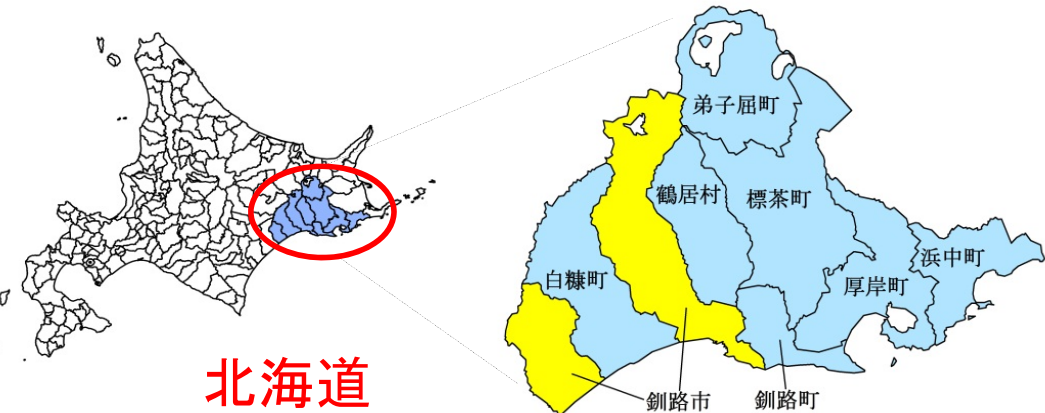 弟子屈町
鶴居村
標茶町
浜中町
白糠町
厚岸町
北海道
釧路市
釧路町